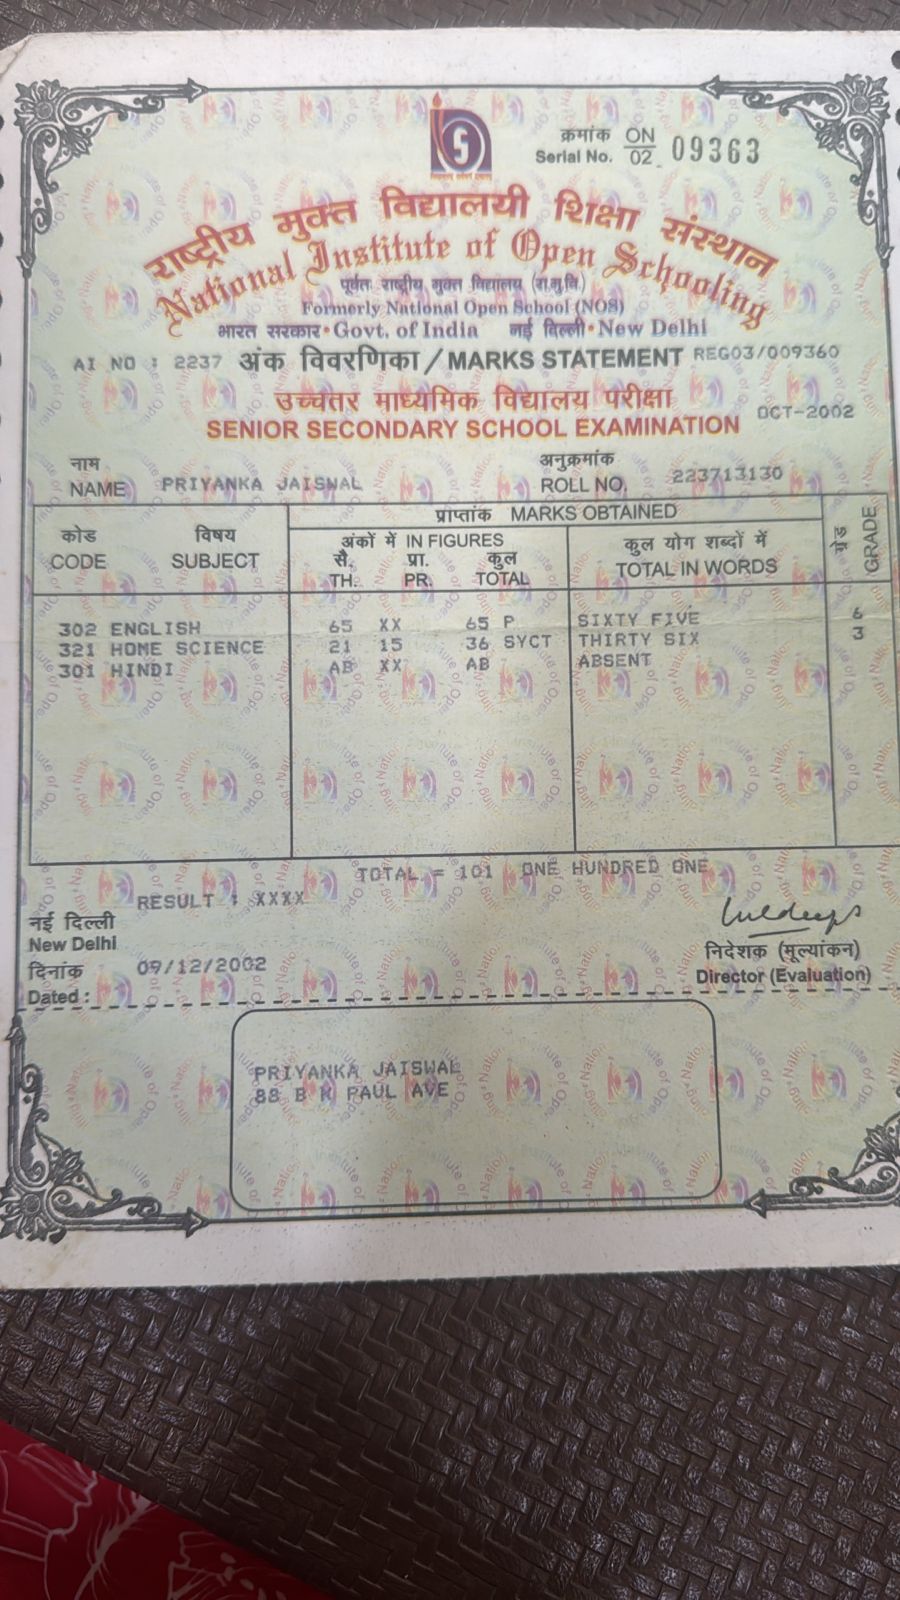 क्रमांक ON
Serial No. 02 09363
राष्ट्रीय मुक्त विद्यालयी शिक्षा संस्थान
National Institute of Open Schooling
पूर्वतः राष्ट्रीय मुक्त विद्यालय (रा.मु.वि.)
Formerly National Open School (NOS)
भारत सरकार • Govt. of India नई दिल्ली • New Delhi
AI NO : 2237 अंक विवरणिका / MARKS STATEMENT REG03/009360
उच्चतर माध्यमिक विद्यालय परीक्षा
SENIOR SECONDARY SCHOOL EXAMINATION OCT-2002
नाम अनुक्रमांक
NAME PRIYANKA JAISWAL ROLL NO. 223713130
प्राप्तांक MARKS OBTAINED
कोड विषय अंकों में IN FIGURES कुल योग शब्दों में ग्रेड
CODE SUBJECT सै. प्रा. कुल TOTAL IN WORDS GRADE
TH. PR. TOTAL
302 ENGLISH 65 XX 65 P SIXTY FIVE 6
321 HOME SCIENCE 21 15 36 SYCT THIRTY SIX 3
301 HINDI AB XX AB ABSENT
TOTAL = 101 ONE HUNDRED ONE
RESULT : XXXX
नई दिल्ली
New Delhi
निदेशक (मूल्यांकन)
दिनांक 09/12/2002
Director (Evaluation)
Dated :
PRIYANKA JAISWAL
88 B K PAUL AVE